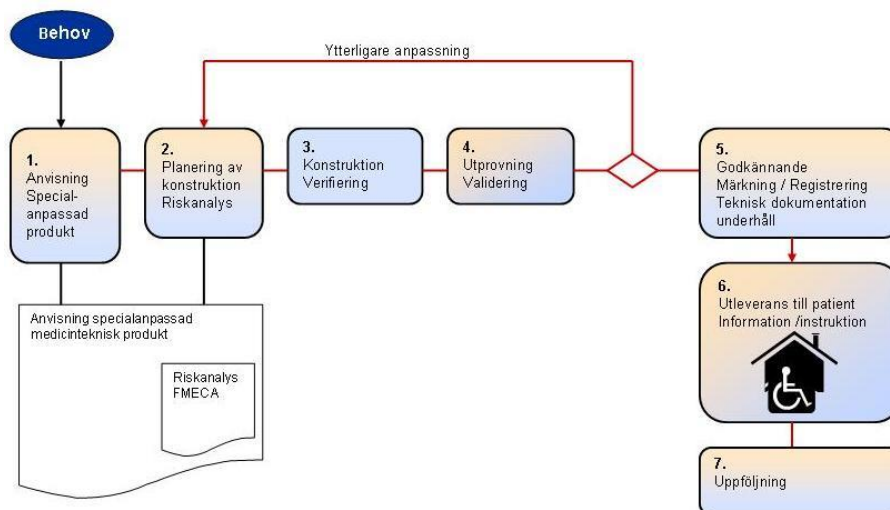 Behov
Ytterligare anpassning
1.
Anvisning
Special-
anpassad
produkt
2.
Planering av
konstruktion
Riskanalys
3.
Konstruktion
Verifiering
4.
Utprovning
Validering
5.
Godkännande
Märkning / Registrering
Teknisk dokumentation
underhåll
6.
Utleverans till patient
Information /instruktion
7.
Uppföljning
Anvisning specialanpassad
medicinteknisk produkt
Riskanalys
FMECA